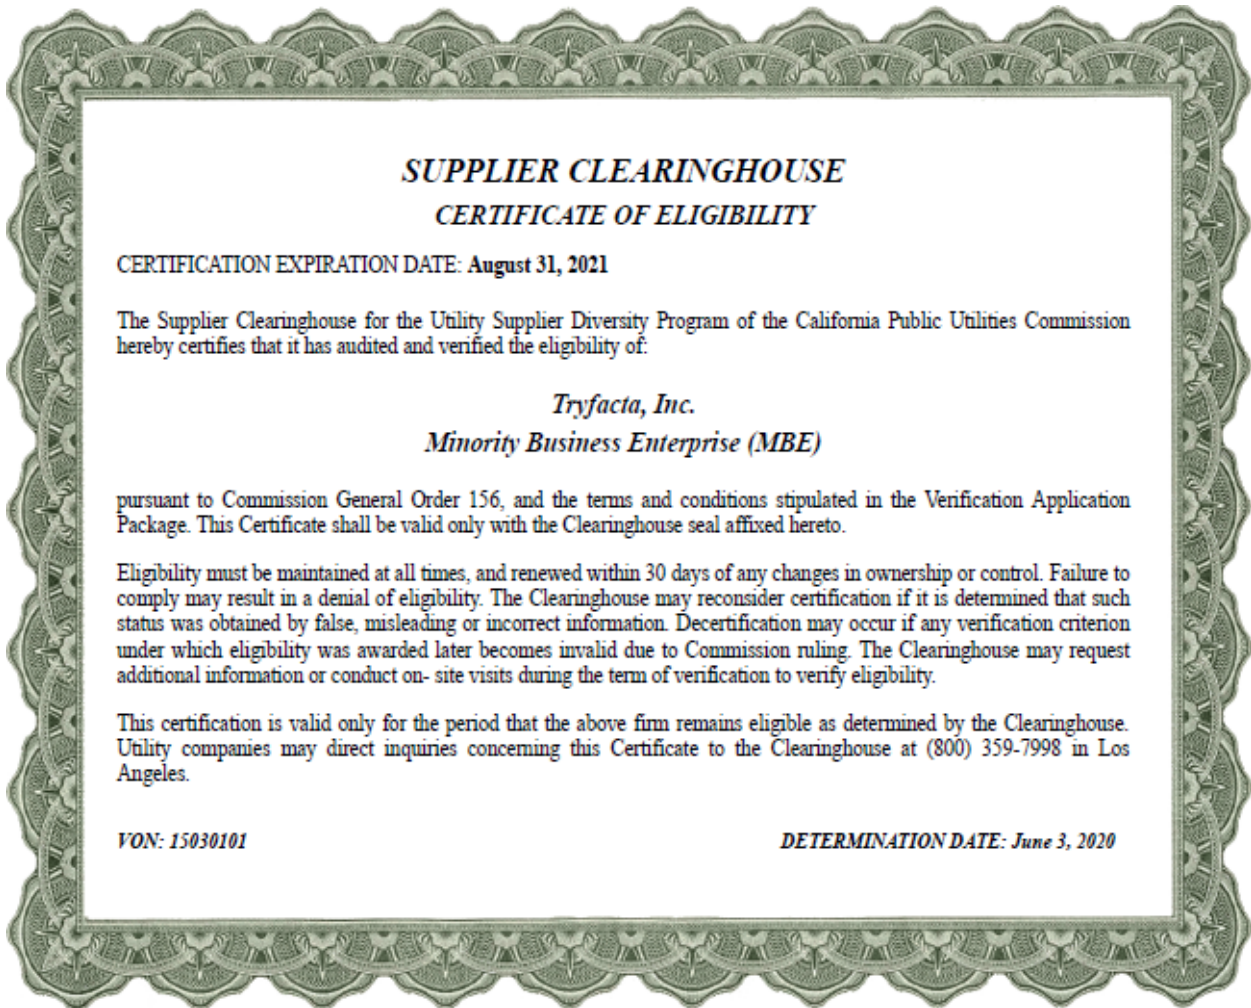 SUPPLIER CLEARINGHOUSE
CERTIFICATE OF ELIGIBILITY
CERTIFICATION EXPIRATION DATE: August 31, 2021
The Supplier Clearinghouse for the Utility Supplier Diversity Program of the California Public Utilities Commission
hereby certifies that it has audited and verified the eligibility of:
Tryfacta, Inc.
Minority Business Enterprise (MBE)
pursuant to Commission General Order 156, and the terms and conditions stipulated in the Verification Application
Package. This Certificate shall be valid only with the Clearinghouse seal affixed hereto.
Eligibility must be maintained at all times, and renewed within 30 days of any changes in ownership or control. Failure to
comply may result in a denial of eligibility. The Clearinghouse may reconsider certification if it is determined that such
status was obtained by false, misleading or incorrect information. Decertification may occur if any verification criterion
under which eligibility was awarded later becomes invalid due to Commission ruling. The Clearinghouse may request
additional information or conduct on- site visits during the term of verification to verify eligibility.
This certification is valid only for the period that the above firm remains eligible as determined by the Clearinghouse.
Utility companies may direct inquiries concerning this Certificate to the Clearinghouse at (800) 359-7998 in Los
Angeles.
VON: 15030101 DETERMINATION DATE: June 3, 2020